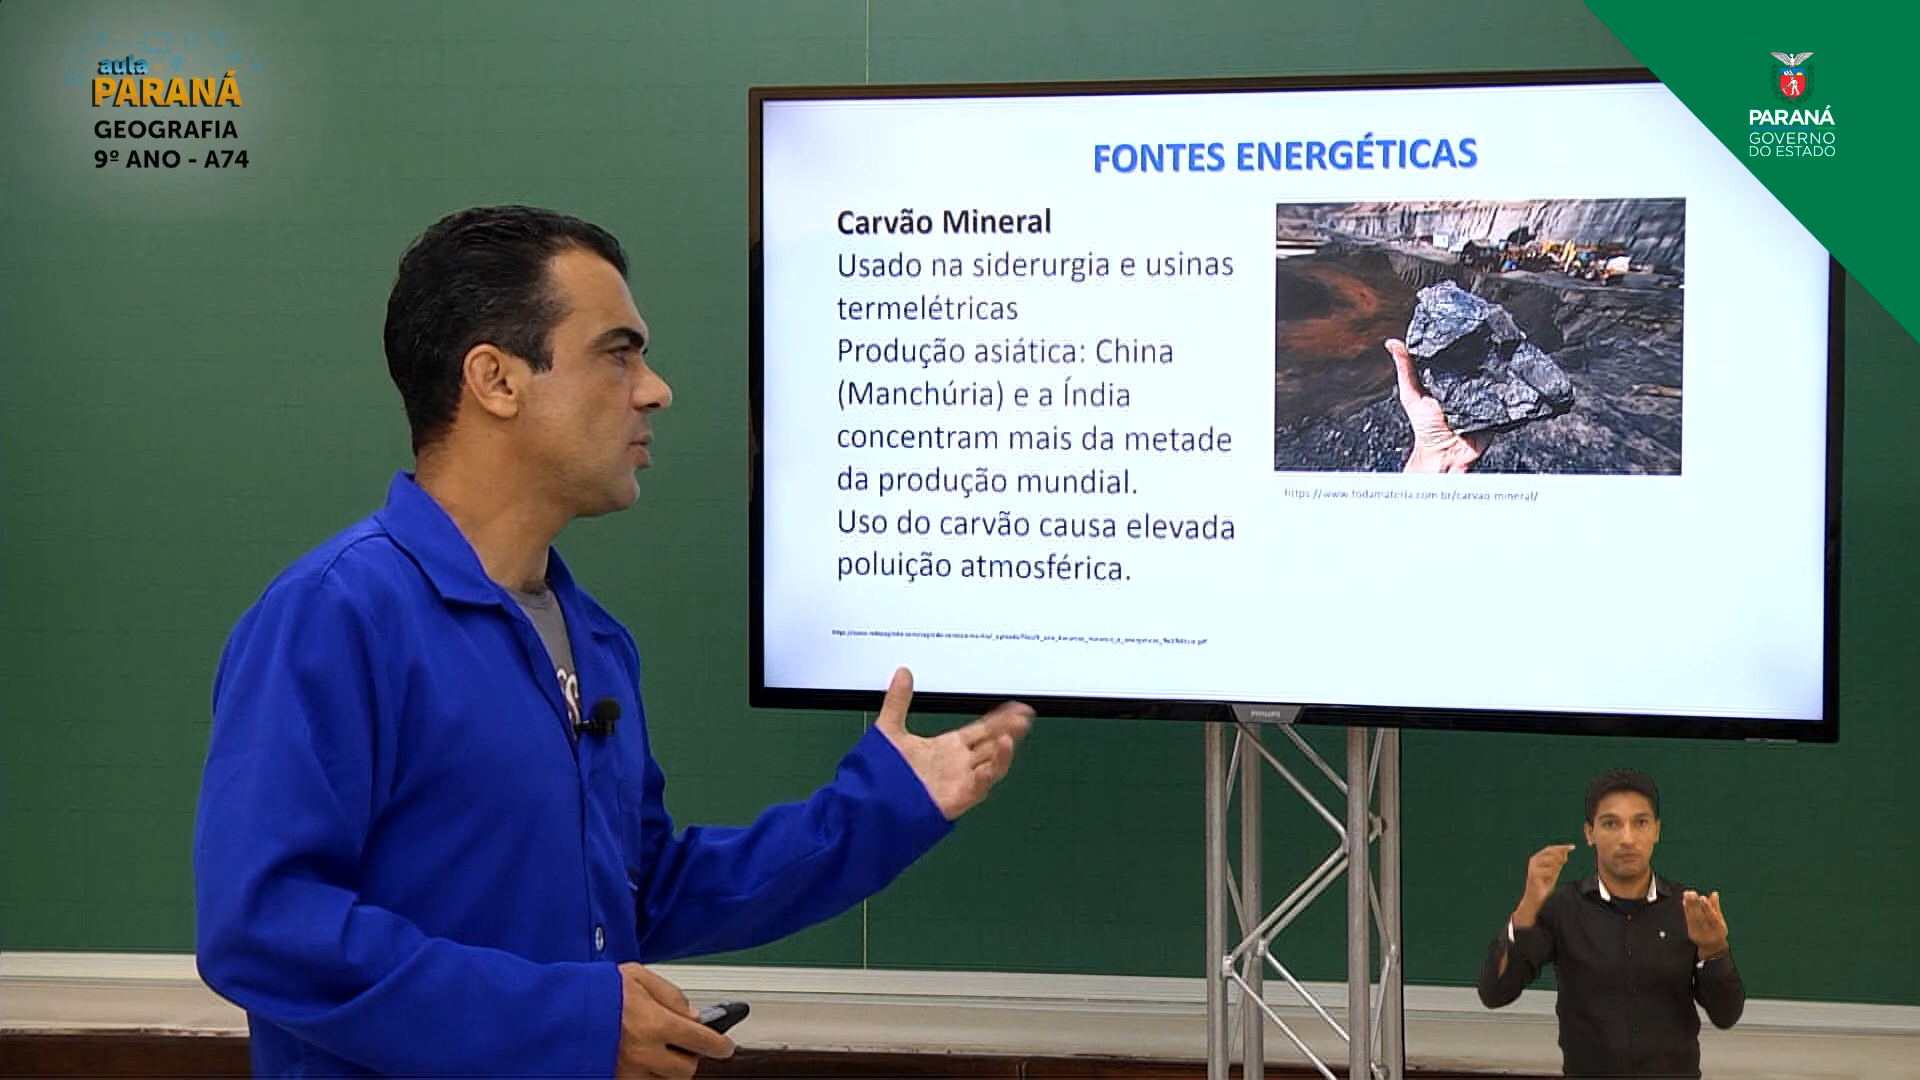 aula
PARANÁ
GEOGRAFIA
9º ANO - A74
PARANÁ
GOVERNO
DO ESTADO
FONTES ENERGÉTICAS
Carvão Mineral
Usado na siderurgia e usinas
termelétricas
Produção asiática: China
(Manchúria) e a Índia
concentram mais da metade
da produção mundial.
Uso do carvão causa elevada
poluição atmosférica.
https://www.todamateria.com.br/carvao-mineral/
PHILIPS